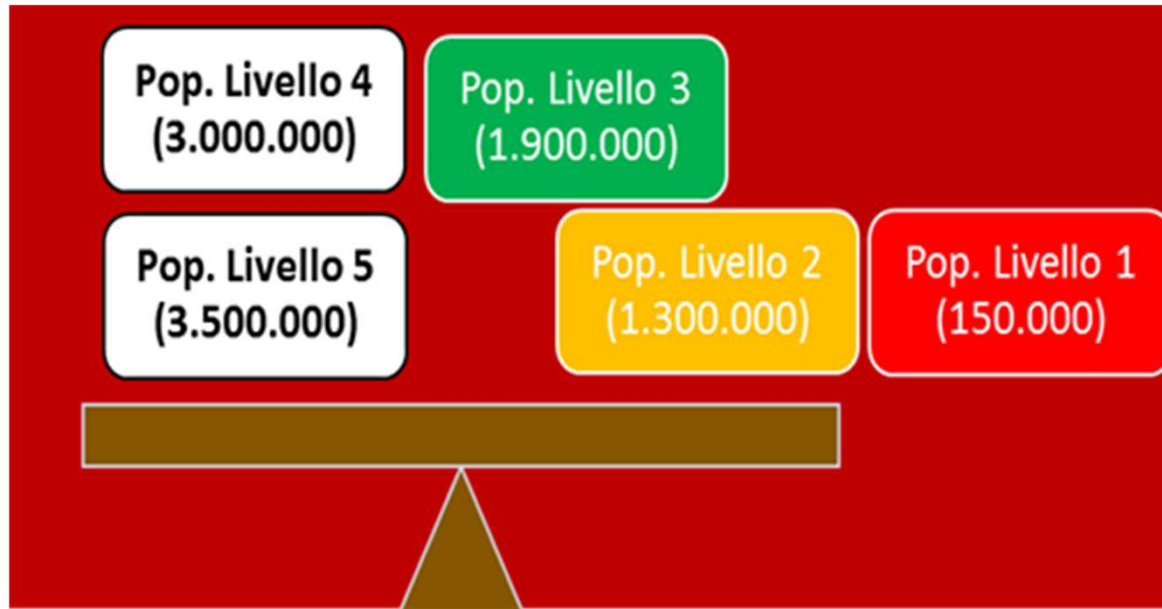 Pop. Livello 4
(3.000.000)
Pop. Livello 3
(1.900.000)
Pop. Livello 5
(3.500.000)
Pop. Livello 2
(1.300.000)
Pop. Livello 1
(150.000)